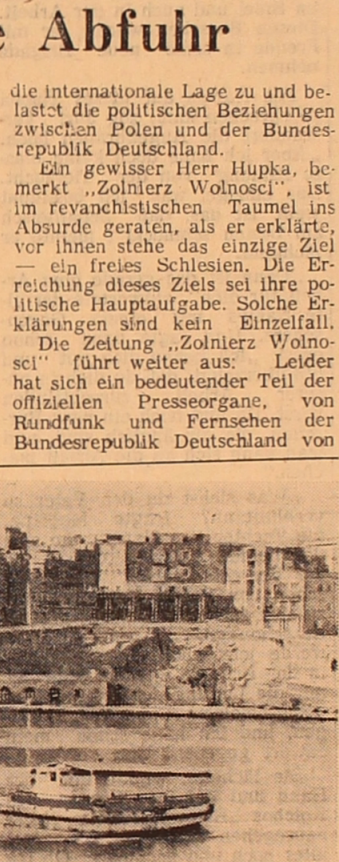 e Abfuhr
die internationale Lage zu und be-
lastet die politischen Beziehungen
zwischen Polen und der Bundes-
republik Deutschland.
Ein gewisser Herr Hupka, be-
merkt „Zolnierz Wolnosci", ist
im revanchistischen Taumel ins
Absurde geraten, als er erklärte,
vor ihnen stehe das einzige Ziel
— ein freies Schlesien. Die Er-
reichung dieses Ziels sei ihre po-
litische Hauptaufgabe. Solche Er-
klärungen sind kein Einzelfall.
Die Zeitung „Zolnierz Wolno-
sci" führt weiter aus: Leider
hat sich ein bedeutender Teil der
offiziellen Presseorgane, von
Rundfunk und Fernsehen der
Bundesrepublik Deutschland von